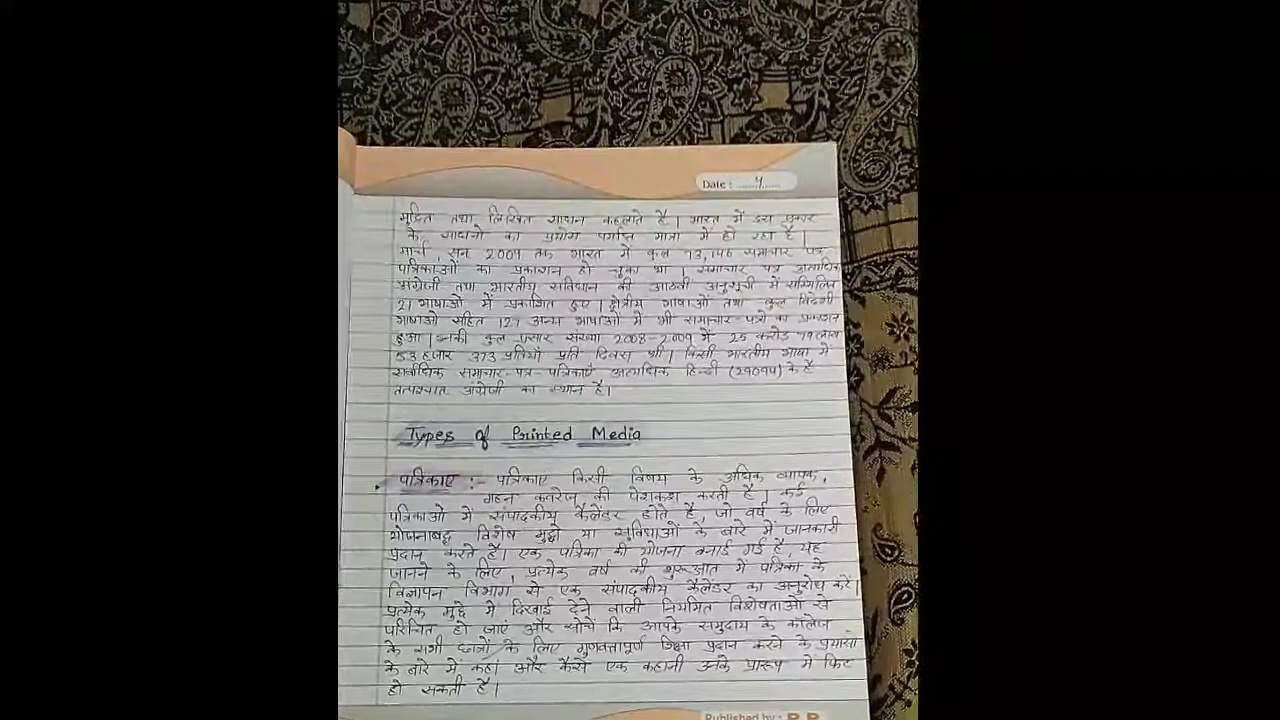 Date : 4
मुद्रित तथा लिखित साधन कहलाते है। भारत में इस प्रकार
के साधनो का प्रयोग पर्याप्त मात्रा में हो रहा है।
मार्च, सन् 2009 तक भारत में कुल 73,146 समाचार पत्र
पत्रिकाओं का प्रकाशन हो चूका था। समाचार पत्र अत्यधिक
अंग्रेजी तथा भारतीय संविधान की आठवी अनुसूची में सम्मिलित
21 भाषाओं में प्रकाशित हुए। क्षेत्रीय भाषाओं तथा कुल विदेशी
भाषाओ सहित 127 अन्य भाषाओं में भी समाचार-पत्रो का प्रकाशन
हुआ। इनकी कुल प्रसार संख्या 2008-2009 में 25 करोड 79 लाख
53 हजार 373 प्रतियाँ प्रति दिवस थी। किसी भारतीय भाषा में
सर्वाधिक समाचार-पत्र-पत्रिकाएँ अत्यधिक हिन्दी के है
तत्पश्चात अंग्रेजी का स्थान है।
Types of Printed Media
पत्रिकाए :- पत्रिकाए किसी विषय के अधिक व्यापक,
गहन कवरेज की पेशकश करती है। कई
पत्रिकाओं में संपादकीय कैलेंडर होते है, जो वर्ष के लिए
योजनाबद्ध विशेष मुद्दो या सुविधाओं के बारे में जानकारी
प्रदान करते है। एक पत्रिका की योजना बनाई गई है, यह
जानने के लिए, प्रत्येक वर्ष की शुरूआत में पत्रिका के
विज्ञापन विभाग से एक संपादकीय कैलेंडर का अनुरोध करें।
प्रत्येक मुद्दे में दिखाई देने वाली नियमित विशेषताओं से
परिचित हो जाएं और सोचें कि आपके समुदाय के कॉलेज
के सभी छात्रों के लिए गुणवत्तापूर्ण शिक्षा प्रदान करने के प्रयासों
के बारे में कहां और कैसे एक कहानी उनके प्रारूप में फिट
हो सकती है।
Published by :